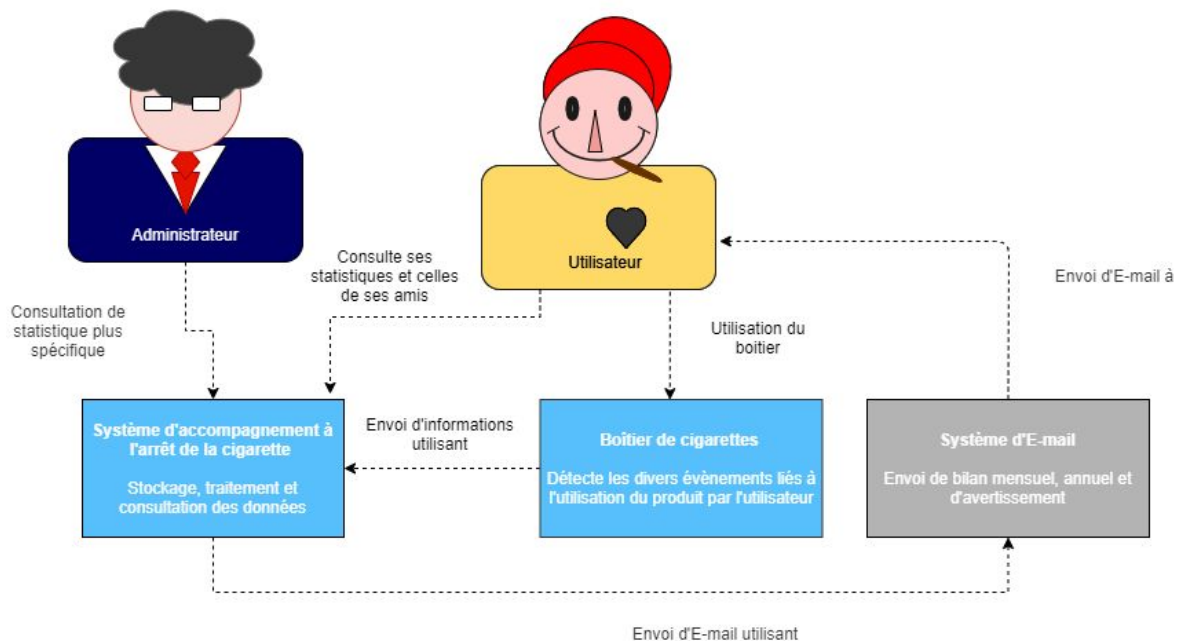 Administrateur
Utilisateur
Consulte ses
statistiques et celles
de ses amis
Envoi d'E-mail à
Consultation de
statistique plus
spécifique
Utilisation du
boitier
Système d'accompagnement à
l'arrêt de la cigarette
Stockage, traitement et
consultation des données
Envoi d'informations
utilisant
Boîtier de cigarettes
Détecte les divers évènements liés à
l'utilisation du produit par l'utilisateur
Système d'E-mail
Envoi de bilan mensuel, annuel et
d'avertissement
Envoi d'E-mail utilisant